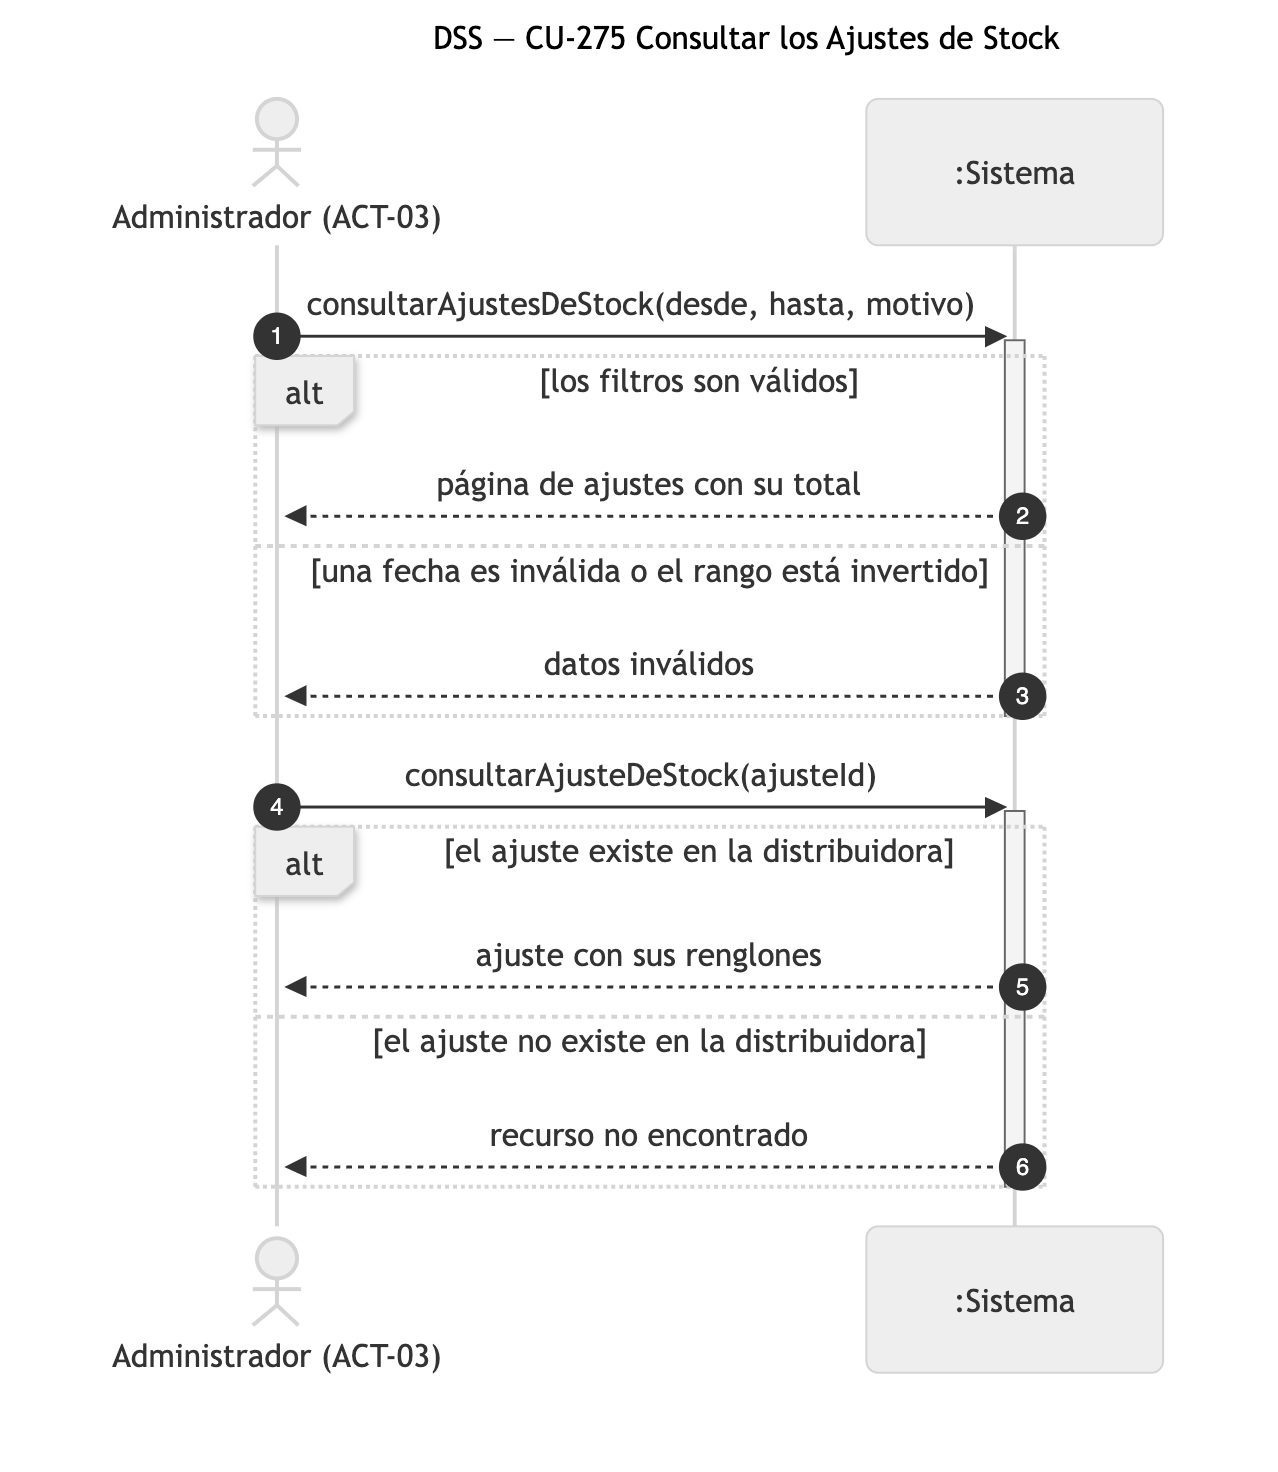 DSS — CU-275 Consultar los Ajustes de Stock
Administrador (ACT-03)
:Sistema
consultarAjustesDeStock(desde, hasta, motivo)
1
alt
[los filtros son válidos]
página de ajustes con su total
2
[una fecha es inválida o el rango está invertido]
datos inválidos
3
consultarAjusteDeStock(ajusteId)
4
alt
[el ajuste existe en la distribuidora]
ajuste con sus renglones
5
[el ajuste no existe en la distribuidora]
recurso no encontrado
6
Administrador (ACT-03)
:Sistema